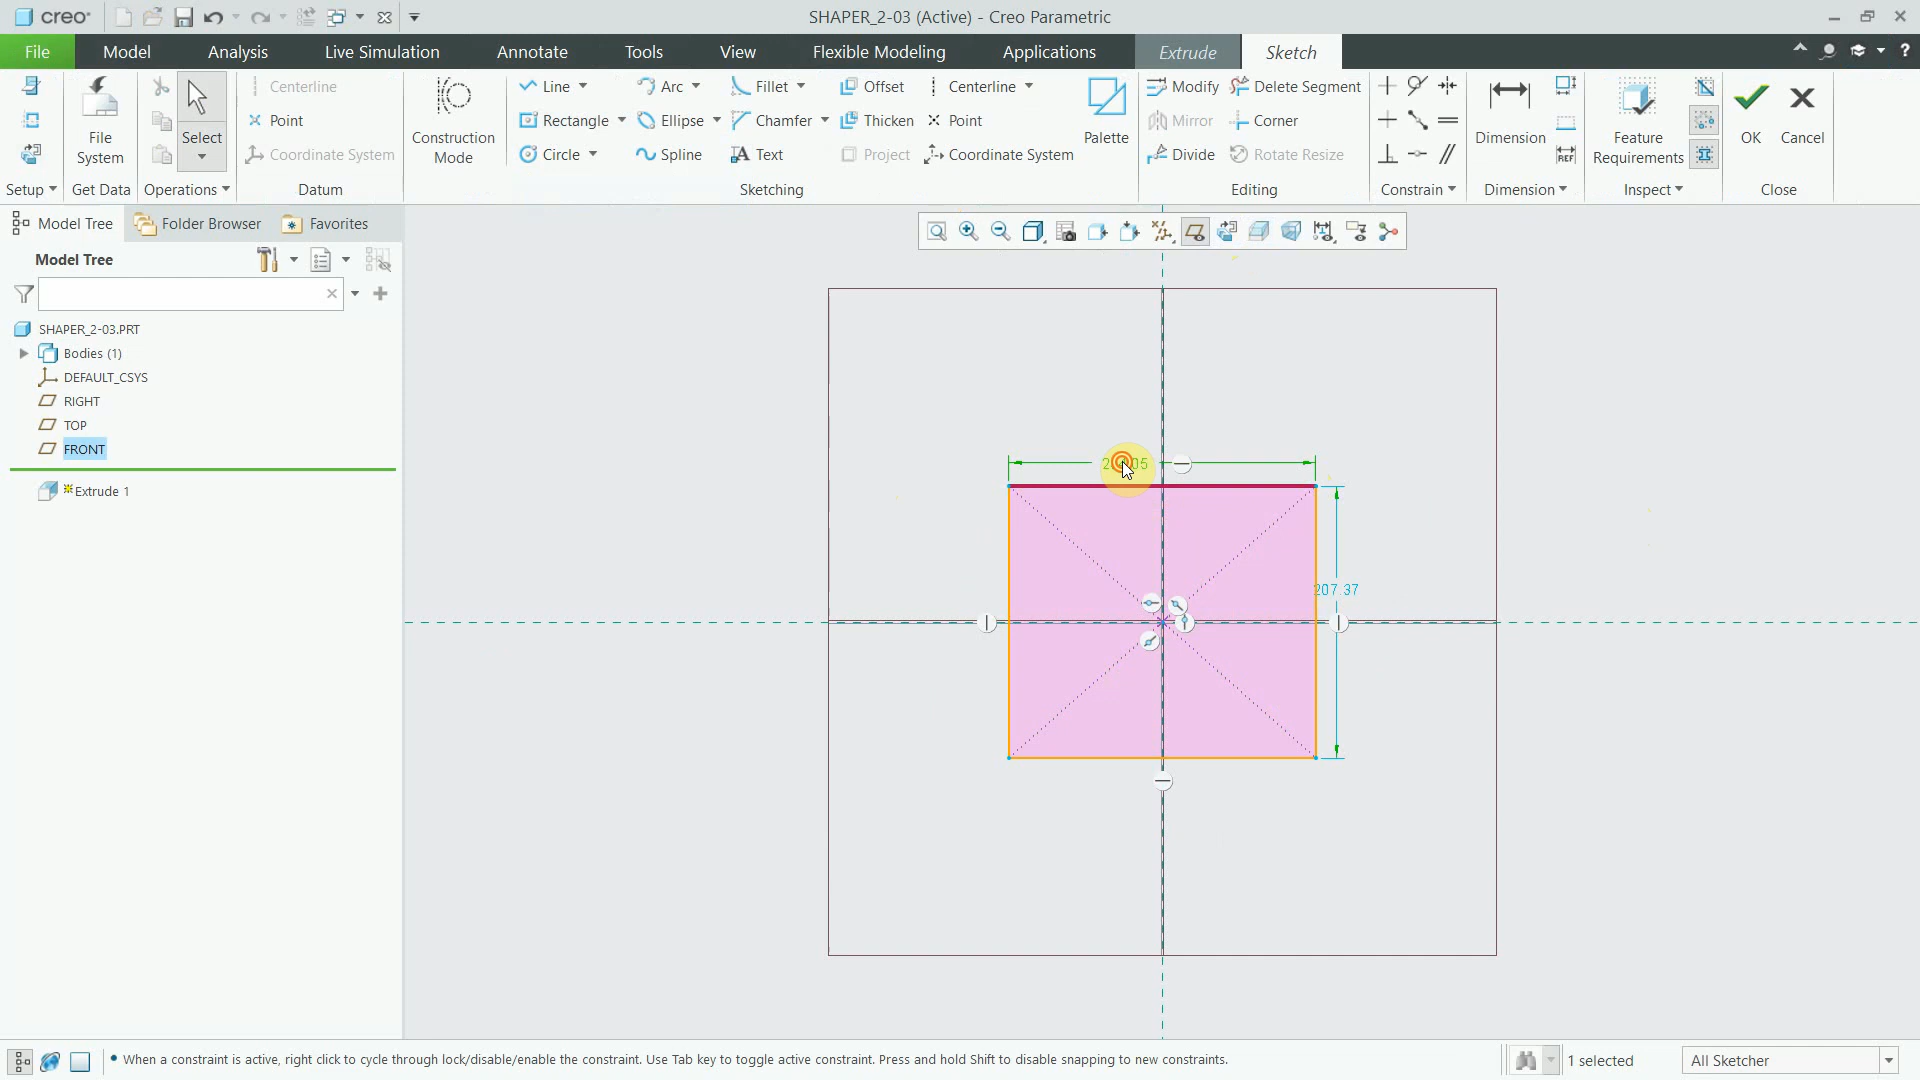 creo
SHAPER_2-03 (Active) - Creo Parametric
File Model Analysis Live Simulation Annotate Tools View Flexible Modeling Applications Extrude Sketch
Centerline Line Arc Fillet Offset Centerline Modify Delete Segment
Point Rectangle Ellipse Chamfer Thicken Point Mirror Corner
Coordinate System Circle Spline Text Project Coordinate System Divide Rotate Resize
File System
Select
Construction Mode
Palette
Dimension
REF
Feature Requirements
OK
Cancel
Setup Get Data Operations Datum Sketching Editing Constrain Dimension Inspect Close
Model Tree Folder Browser Favorites
Model Tree
SHAPER_2-03.PRT
Bodies (1)
DEFAULT_CSYS
RIGHT
TOP
FRONT
Extrude 1
207.37
When a constraint is active, right click to cycle through lock/disable/enable the constraint. Use Tab key to toggle active constraint. Press and hold Shift to disable snapping to new constraints.
1 selected
All Sketcher